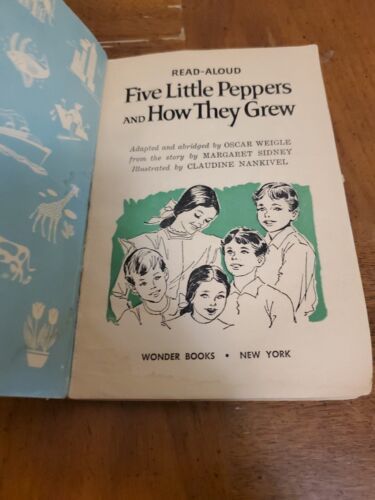 READ-ALOUD
Five Little Peppers
AND How They Grew
Adapted and abridged by OSCAR WEIGLE
from the story by MARGARET SIDNEY
Illustrated by CLAUDINE NANKIVEL
WONDER BOOKS • NEW YORK